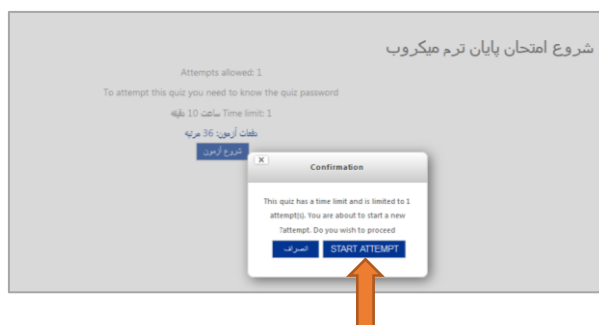 شروع امتحان پایان ترم میکروب
Attempts allowed: 1
To attempt this quiz you need to know the quiz password
Time limit: 1 ساعت 10 دقیقه
دفعات آزمون: 36 مرتبه
شروع آزمون
x
Confirmation
This quiz has a time limit and is limited to 1
attempt(s). You are about to start a new
?attempt. Do you wish to proceed
انصراف START ATTEMPT